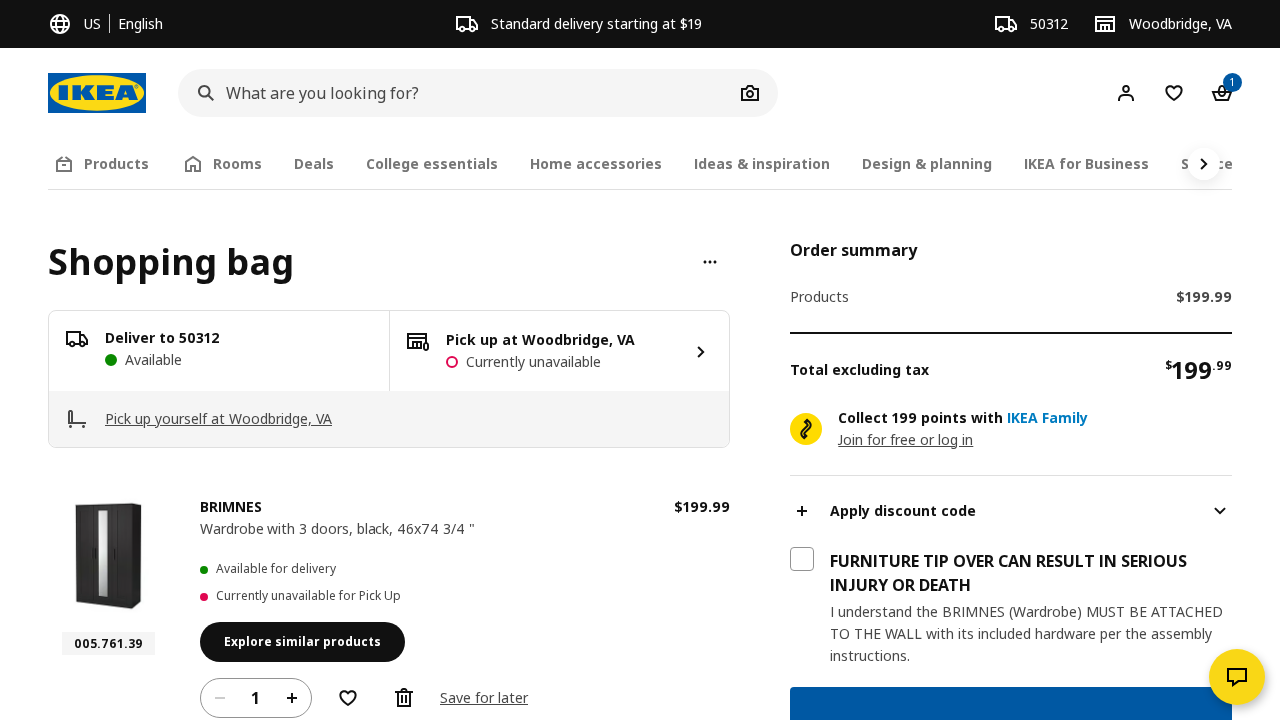 US English
Standard delivery starting at $19
50312
Woodbridge, VA
IKEA
What are you looking for?
1
Products
Rooms
Deals
College essentials
Home accessories
Ideas & inspiration
Design & planning
IKEA for Business
Shopping bag
Order summary
Products
$199.99
Deliver to 50312
Available
Pick up at Woodbridge, VA
Currently unavailable
Pick up yourself at Woodbridge, VA
Total excluding tax
$199.99
Collect 199 points with IKEA Family
Join for free or log in
BRIMNES
$199.99
Wardrobe with 3 doors, black, 46x74 3/4 "
Available for delivery
Currently unavailable for Pick Up
Explore similar products
005.761.39
1
Save for later
Apply discount code
FURNITURE TIP OVER CAN RESULT IN SERIOUS
INJURY OR DEATH
I understand the BRIMNES (Wardrobe) MUST BE ATTACHED
TO THE WALL with its included hardware per the assembly
instructions.